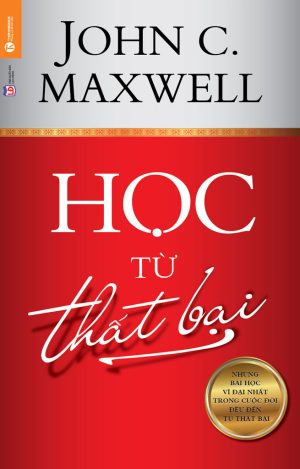 JOHN C.
MAXWELL
HỌC
TỪ
thất bại
NHỮNG
BÀI HỌC
VĨ ĐẠI NHẤT
TRONG CUỘC ĐỜI
ĐỀU ĐẾN
TỪ THẤT BẠI